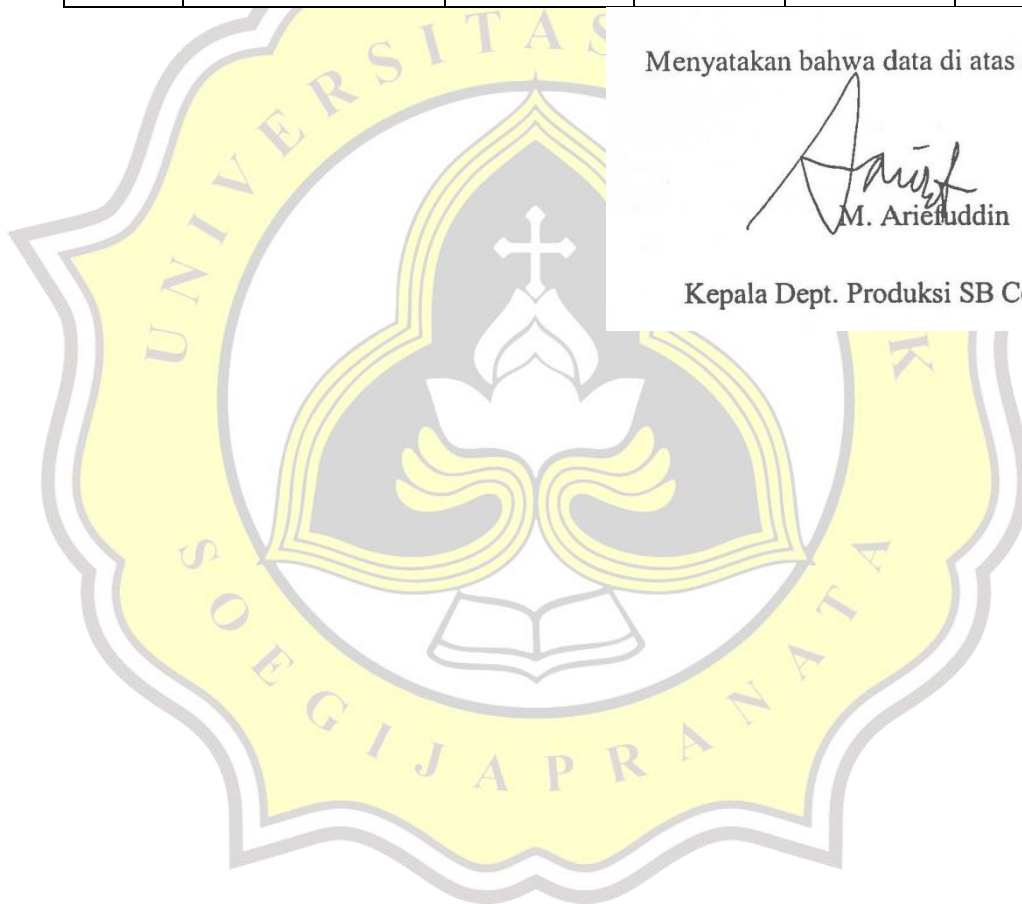 UNIVERSITAS K
Menyatakan bahwa data di atas
M. Ariefuddin
Kepala Dept. Produksi SB
SOEGIJAPRANATA